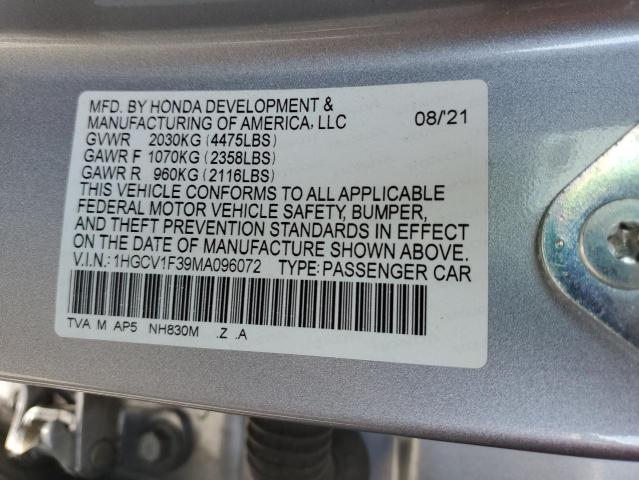 MFD. BY HONDA DEVELOPMENT &
MANUFACTURING OF AMERICA, LLC 08/'21
GVWR 2030KG (4475LBS)
GAWR F 1070KG (2358LBS)
GAWR R 960KG (2116LBS)
THIS VEHICLE CONFORMS TO ALL APPLICABLE
FEDERAL MOTOR VEHICLE SAFETY, BUMPER,
AND THEFT PREVENTION STANDARDS IN EFFECT
ON THE DATE OF MANUFACTURE SHOWN ABOVE.
V.I.N.: 1HGCV1F39MA096072 TYPE: PASSENGER CAR
TVA M AP5 NH830M .Z .A